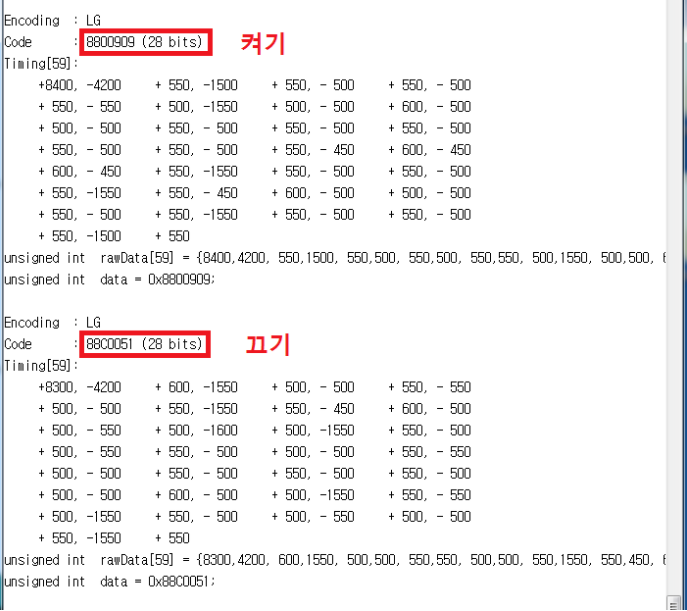 Encoding : LG
Code : 8800909 (28 bits) 켜기
Timing[59]:
+8400, -4200 + 550, -1500 + 550, - 500 + 550, - 500
+ 550, - 550 + 500, -1550 + 500, - 500 + 600, - 500
+ 500, - 500 + 550, - 500 + 500, - 500 + 550, - 500
+ 550, - 500 + 500, - 500 + 550, - 450 + 600, - 450
+ 600, - 450 + 550, -1550 + 550, - 500 + 550, - 500
+ 550, -1550 + 550, - 450 + 600, - 500 + 500, - 500
+ 550, - 500 + 550, -1550 + 550, - 500 + 550, - 500
+ 550, -1500 + 550
unsigned int rawData[59] = {8400,4200, 550,1500, 550,500, 550,500, 550,550, 500,1550, 500,500,
unsigned int data = 0x8800909;
Encoding : LG
Code : 88C0051 (28 bits) 끄기
Timing[59]:
+8300, -4200 + 600, -1550 + 500, - 500 + 550, - 550
+ 500, - 500 + 550, -1550 + 550, - 450 + 600, - 500
+ 500, - 550 + 500, -1600 + 500, -1550 + 550, - 500
+ 500, - 550 + 550, - 500 + 500, - 500 + 550, - 550
+ 500, - 500 + 550, - 500 + 500, - 500 + 550, - 500
+ 500, - 500 + 600, - 500 + 500, -1550 + 550, - 550
+ 500, -1550 + 550, - 500 + 500, - 550 + 500, - 500
+ 550, -1550 + 550
unsigned int rawData[59] = {8300,4200, 600,1550, 500,500, 550,550, 500,500, 550,1550, 550,450,
unsigned int data = 0x88C0051;